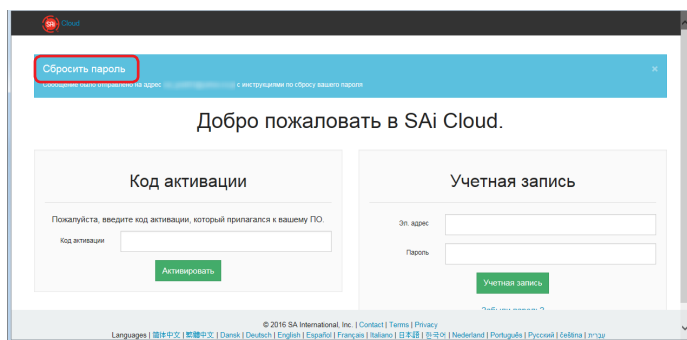 SAi Cloud
Сбросить пароль ×
Сообщение было отправлено на адрес с инструкциями по сбросу вашего пароля
Добро пожаловать в SAi Cloud.
Код активации
Пожалуйста, введите код активации, который прилагался к вашему ПО.
Код активации
Активировать
Учетная запись
Эл. адрес
Пароль
Учетная запись
Забыли пароль?
© 2016 SA International, Inc. | Contact | Terms | Privacy
Languages | 简体中文 | 繁體中文 | Dansk | Deutsch | English | Español | Français | Italiano | 日本語 | 한국어 | Nederland | Português | Русский | čeština | עברית